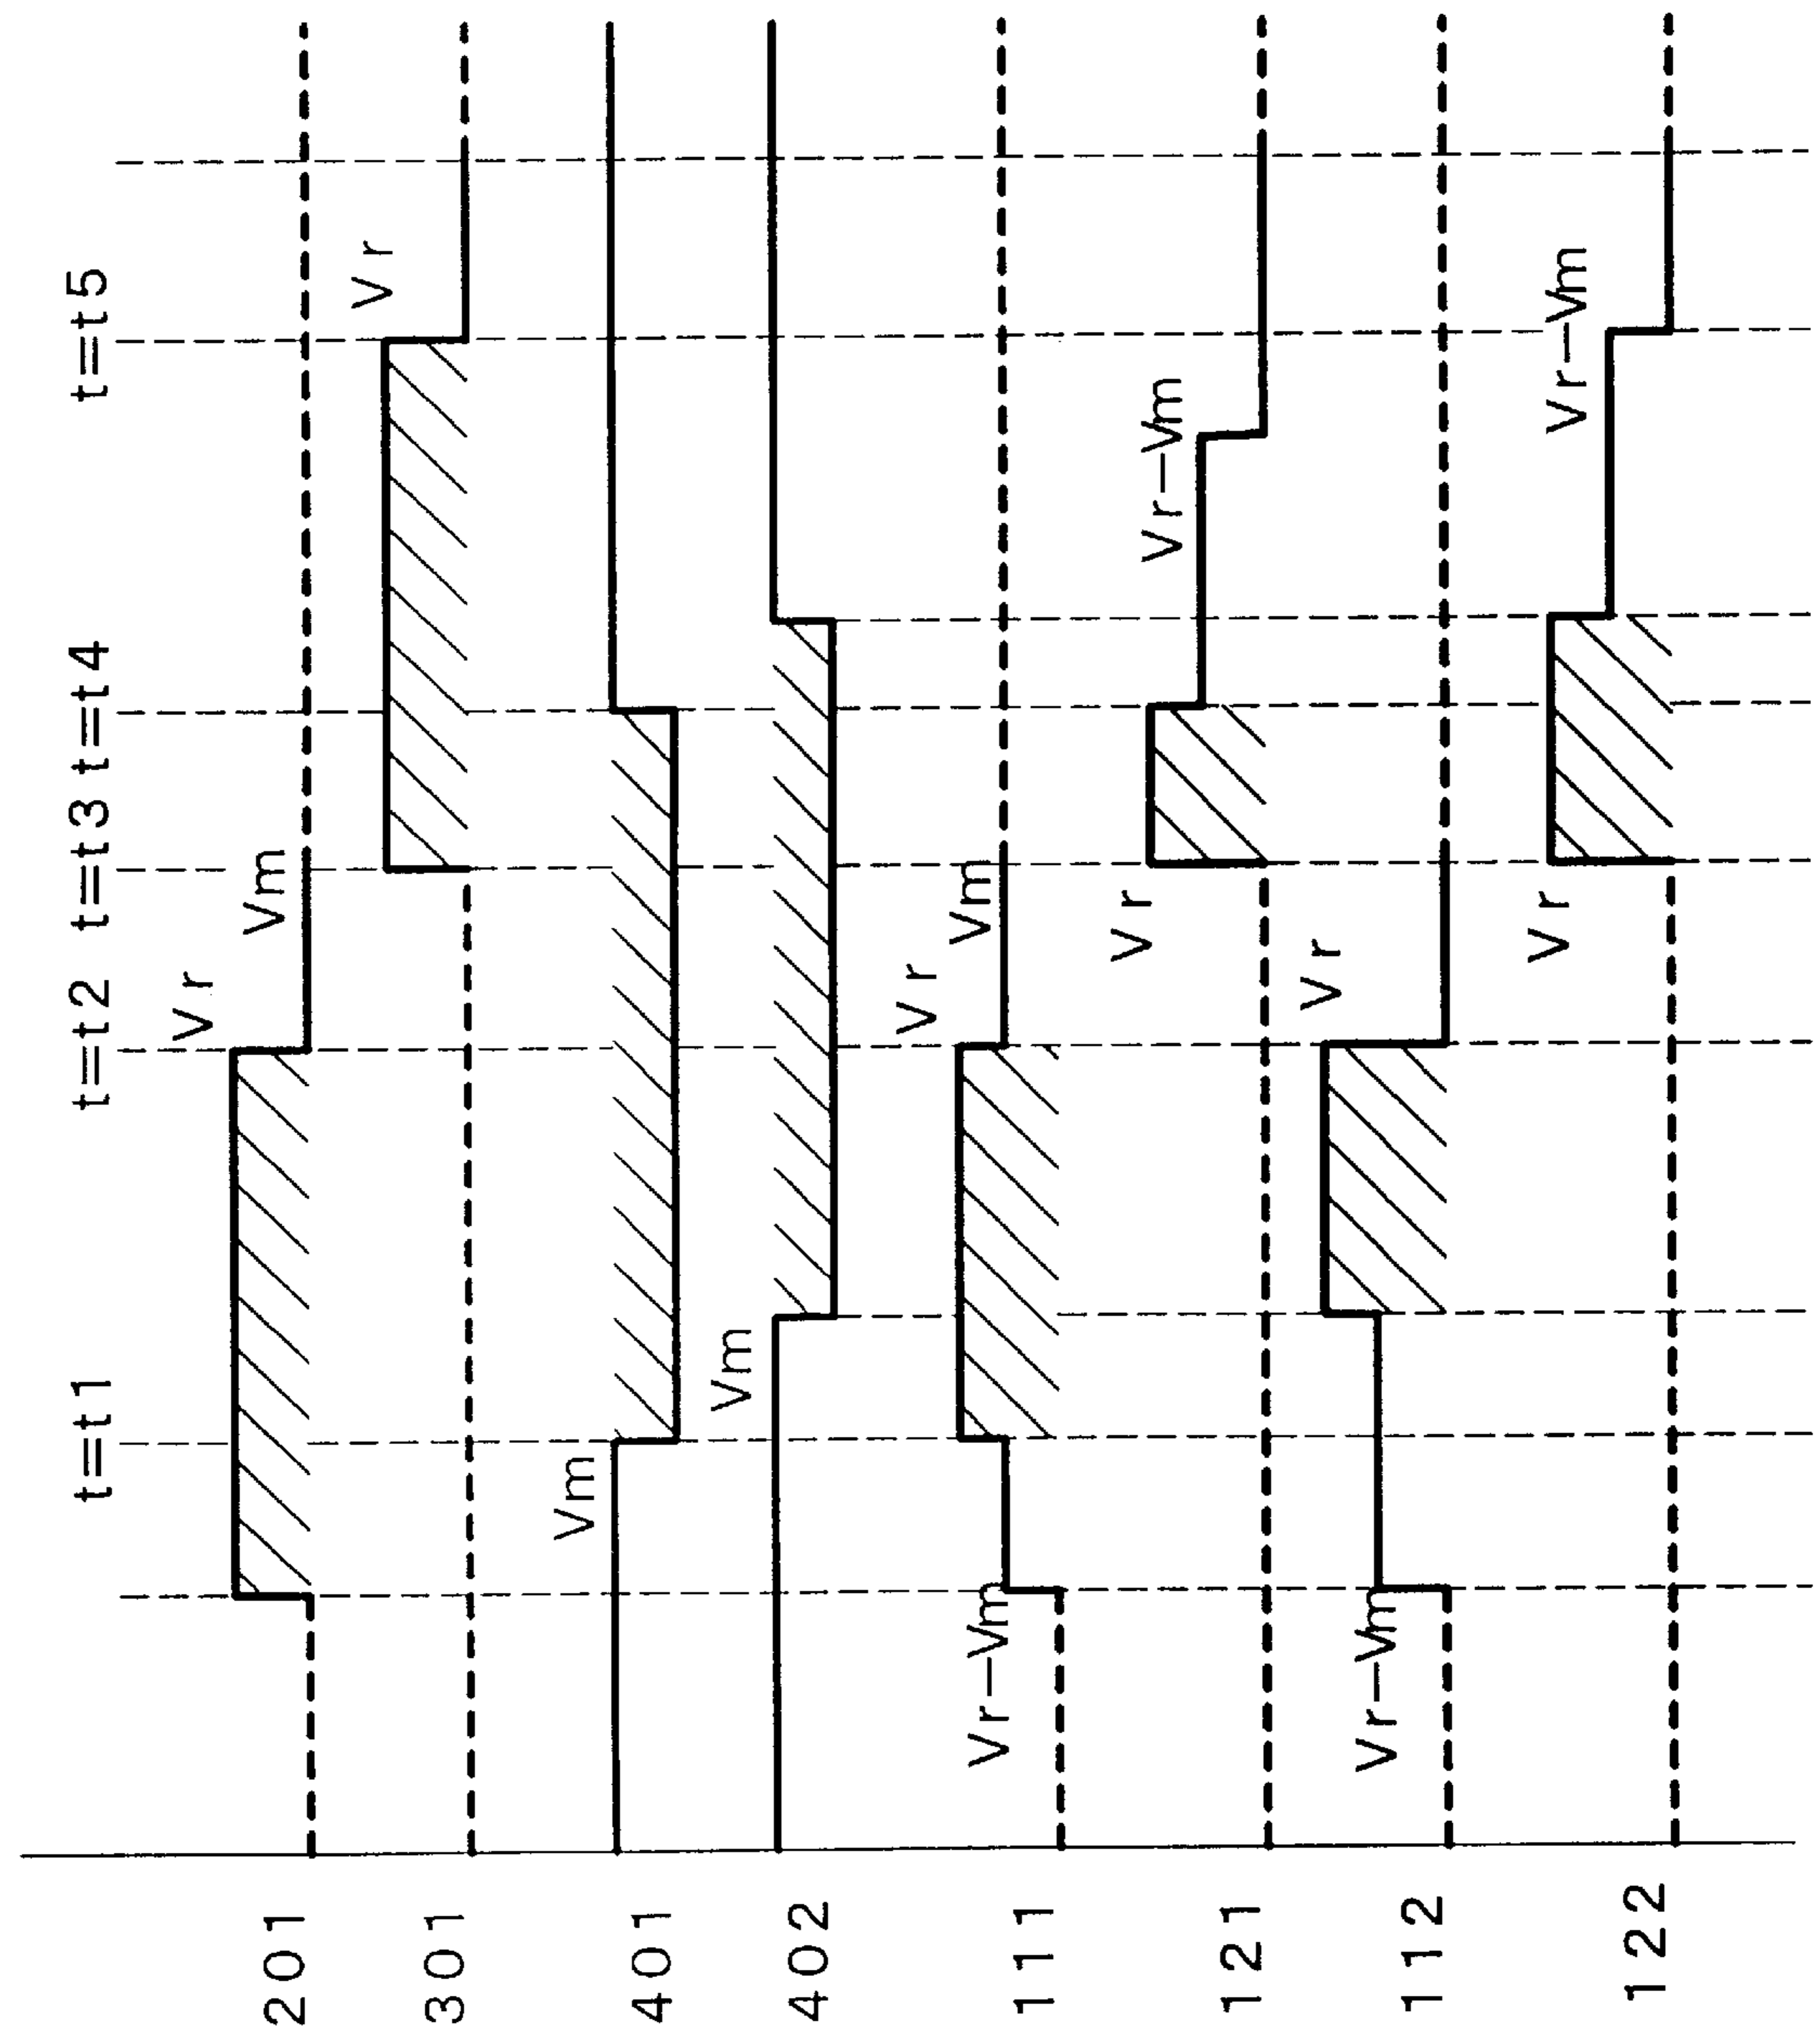 t=t1 t=t2 t=t3 t=t4 t=t5
201 Vr Vm
301 Vr
401 Vm
402 Vm
111 Vr-Vm Vr Vm
121 Vr Vr-Vm
112 Vr-Vm Vr
122 Vr Vr-Vm